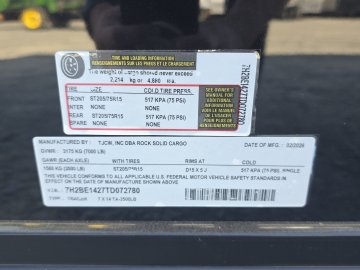 TIRE AND LOADING INFORMATION
RENSEIGNEMENTS
SUR LES PNEUS ET LE CHARGEMENT
The weight of cargo should never exceed
2,214 kg or 4,880 lb.
TIRE SIZE COLD TIRE PRESS.
FRONT ST205/75R15 517 KPA (75 PSI)
INTER NONE NONE
REAR ST205/75R15 517 KPA (75 PSI)
SPARE NONE NONE
SEE OWNER'S
MANUAL FOR
ADDITIONAL
INFORMATION
7H2BE1427TD072780
MANUFACTURED BY: TJCW, INC DBA ROCK SOLID CARGO DATE OF MFG.: 02/2026
GVWR: 3175 KG (7000 LB)
GAWR (EACH AXLE) WITH TIRES RIMS AT COLD
ST205/75R15 D15 X 5 J 517 KPA (75 PSI) SINGLE
THIS VEHICLE CONFORMS TO ALL APPLICABLE U.S. FEDERAL MOTOR VEHICLE SAFETY STANDARDS IN
EFFECT ON THE DATE OF MANUFACTURE SHOWN ABOVE.
V.I.N.: 7H2BE1427TD072780
TYPE: TRAILER 7 X 14 TA-3500LB